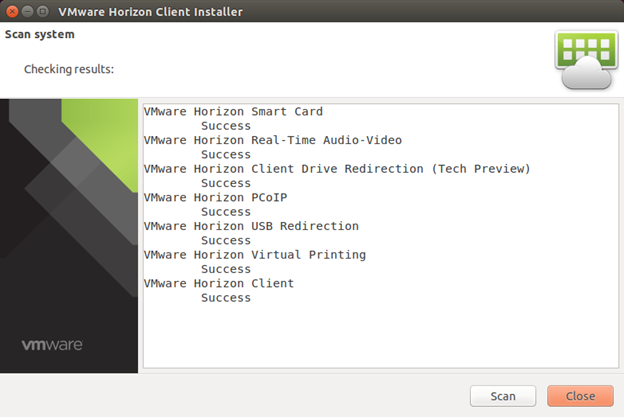 VMware Horizon Client Installer
Scan system
Checking results:
VMware Horizon Smart Card
Success
VMware Horizon Real-Time Audio-Video
Success
VMware Horizon Client Drive Redirection (Tech Preview)
Success
VMware Horizon PCoIP
Success
VMware Horizon USB Redirection
Success
VMware Horizon Virtual Printing
Success
VMware Horizon Client
Success
vmware
Scan
Close